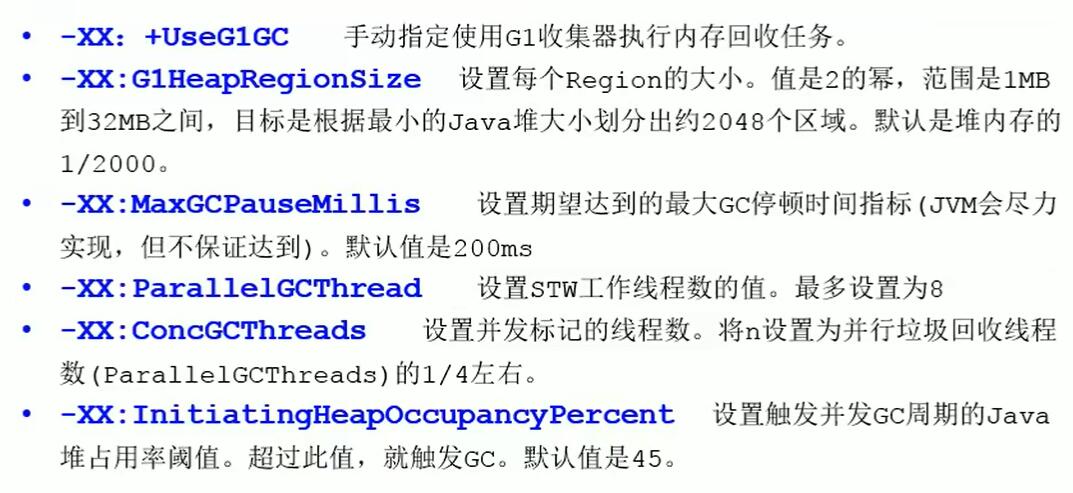 • -XX：+UseG1GC 手动指定使用G1收集器执行内存回收任务。
• -XX:G1HeapRegionSize 设置每个Region的大小。值是2的幂，范围是1MB
到32MB之间，目标是根据最小的Java堆大小划分出约2048个区域。默认是堆内存的
1/2000。
• -XX:MaxGCPauseMillis 设置期望达到的最大GC停顿时间指标(JVM会尽力
实现，但不保证达到)。默认值是200ms
• -XX:ParallelGCThread 设置STW工作线程数的值。最多设置为8
• -XX:ConcGCThreads 设置并发标记的线程数。将n设置为并行垃圾回收线程
数(ParallelGCThreads)的1/4左右。
• -XX:InitiatingHeapOccupancyPercent 设置触发并发GC周期的Java
堆占用率阈值。超过此值，就触发GC。默认值是45。